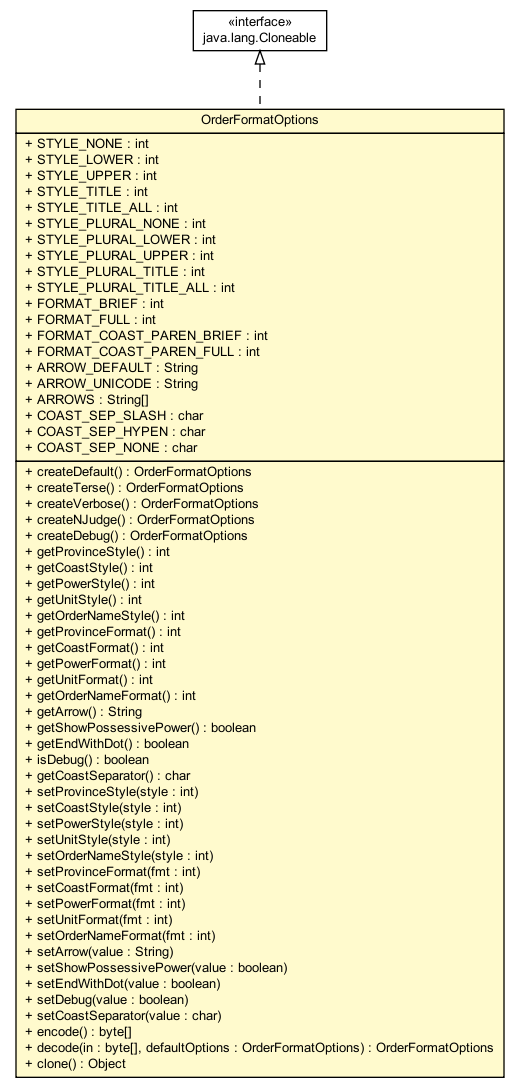 «interface»
java.lang.Cloneable
OrderFormatOptions
+ STYLE_NONE : int
+ STYLE_LOWER : int
+ STYLE_UPPER : int
+ STYLE_TITLE : int
+ STYLE_TITLE_ALL : int
+ STYLE_PLURAL_NONE : int
+ STYLE_PLURAL_LOWER : int
+ STYLE_PLURAL_UPPER : int
+ STYLE_PLURAL_TITLE : int
+ STYLE_PLURAL_TITLE_ALL : int
+ FORMAT_BRIEF : int
+ FORMAT_FULL : int
+ FORMAT_COAST_PAREN_BRIEF : int
+ FORMAT_COAST_PAREN_FULL : int
+ ARROW_DEFAULT : String
+ ARROW_UNICODE : String
+ ARROWS : String[]
+ COAST_SEP_SLASH : char
+ COAST_SEP_HYPEN : char
+ COAST_SEP_NONE : char
+ createDefault() : OrderFormatOptions
+ createTerse() : OrderFormatOptions
+ createVerbose() : OrderFormatOptions
+ createNJudge() : OrderFormatOptions
+ createDebug() : OrderFormatOptions
+ getProvinceStyle() : int
+ getCoastStyle() : int
+ getPowerStyle() : int
+ getUnitStyle() : int
+ getOrderNameStyle() : int
+ getProvinceFormat() : int
+ getCoastFormat() : int
+ getPowerFormat() : int
+ getUnitFormat() : int
+ getOrderNameFormat() : int
+ getArrow() : String
+ getShowPossessivePower() : boolean
+ getEndWithDot() : boolean
+ isDebug() : boolean
+ getCoastSeparator() : char
+ setProvinceStyle(style : int)
+ setCoastStyle(style : int)
+ setPowerStyle(style : int)
+ setUnitStyle(style : int)
+ setOrderNameStyle(style : int)
+ setProvinceFormat(fmt : int)
+ setCoastFormat(fmt : int)
+ setPowerFormat(fmt : int)
+ setUnitFormat(fmt : int)
+ setOrderNameFormat(fmt : int)
+ setArrow(value : String)
+ setShowPossessivePower(value : boolean)
+ setEndWithDot(value : boolean)
+ setDebug(value : boolean)
+ setCoastSeparator(value : char)
+ encode() : byte[]
+ decode(in : byte[], defaultOptions : OrderFormatOptions) : OrderFormatOptions
+ clone() : Object